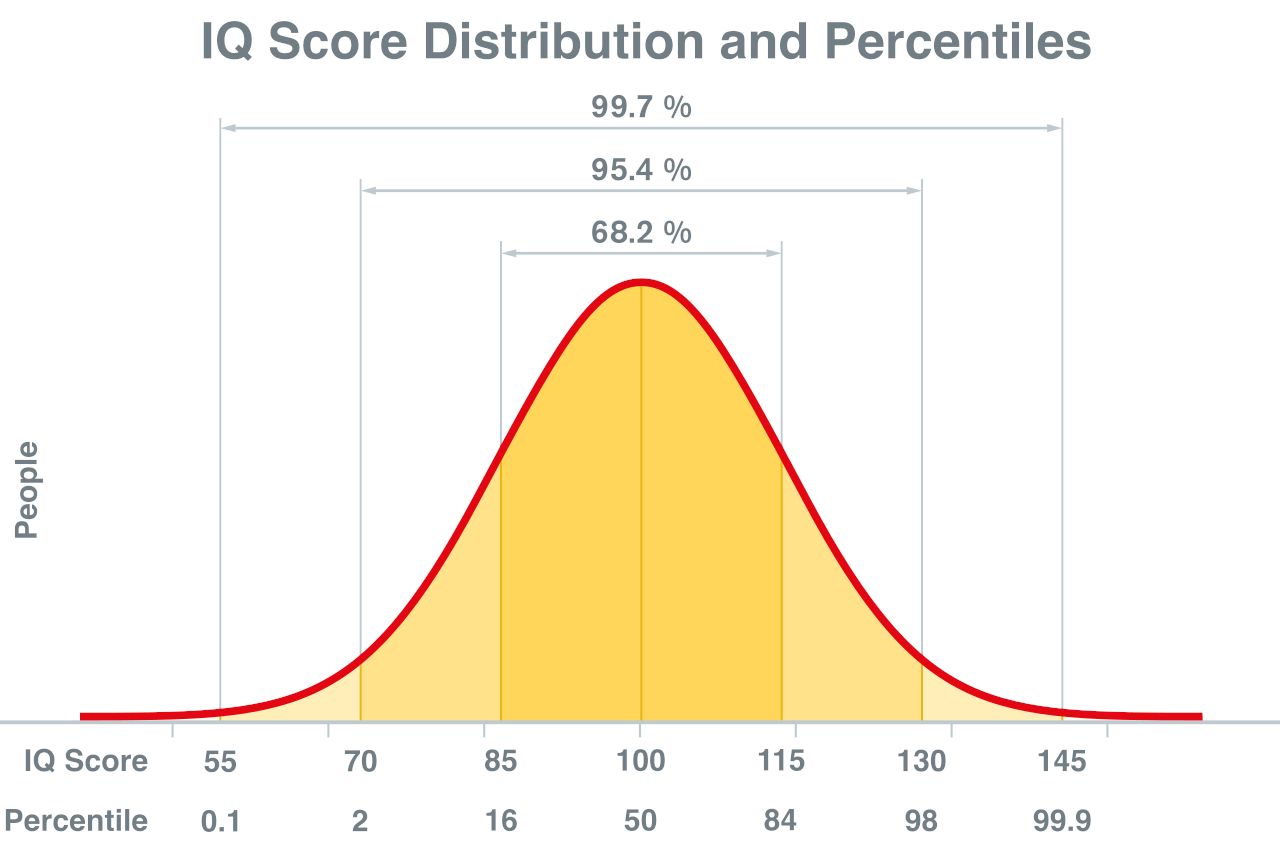 IQ Score Distribution and Percentiles
99.7 %
95.4 %
68.2 %
People
IQ Score 55 70 85 100 115 130 145
Percentile 0.1 2 16 50 84 98 99.9